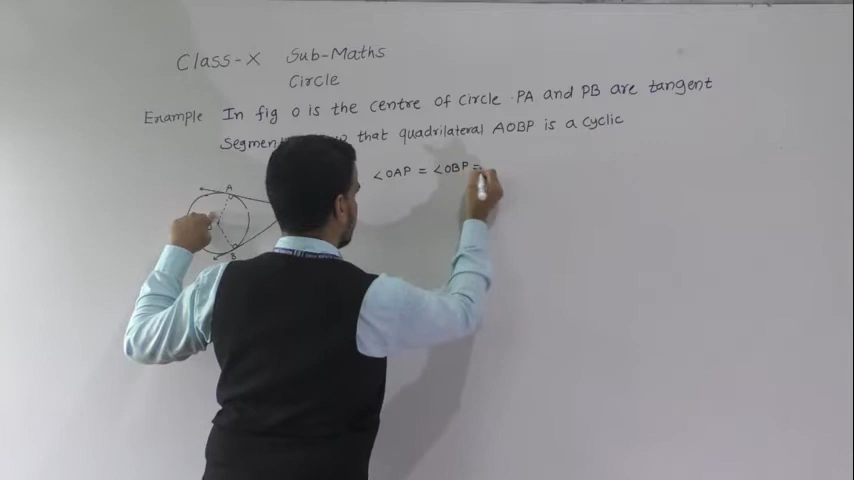 Class-X Sub-Maths
Circle
Example In fig O is the centre of circle . PA and PB are tangent
Segmen that quadrilateral AOBP is a cyclic
∠OAP = ∠OBP =
A
B